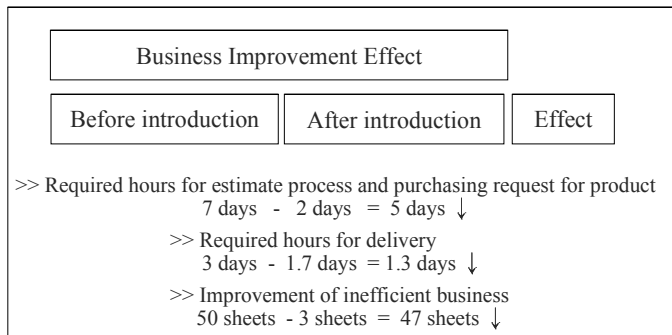 Business Improvement Effect
Before introduction After introduction Effect
>> Required hours for estimate process and purchasing request for product
7 days - 2 days = 5 days ↓
>> Required hours for delivery
3 days - 1.7 days = 1.3 days ↓
>> Improvement of inefficient business
50 sheets - 3 sheets = 47 sheets ↓